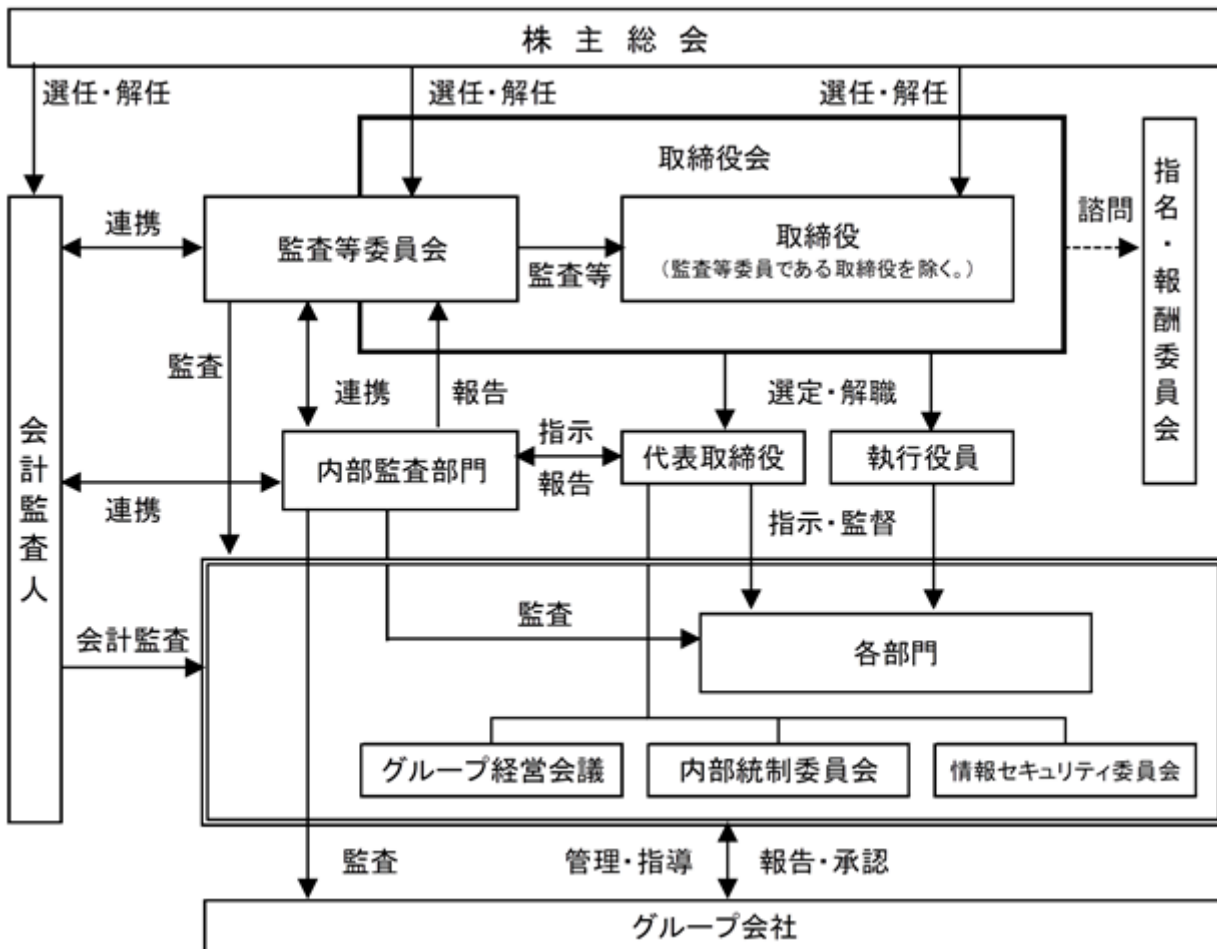 株主総会
選任・解任
選任・解任
選任・解任
取締役会
指名・報酬委員会
諮問
連携
監査等委員会
監査等
取締役
（監査等委員である取締役を除く。）
監査
連携
報告
選定・解職
会計監査人
内部監査部門
指示
報告
代表取締役
執行役員
連携
指示・監督
監査
会計監査
各部門
グループ経営会議
内部統制委員会
情報セキュリティ委員会
監査
管理・指導
報告・承認
グループ会社